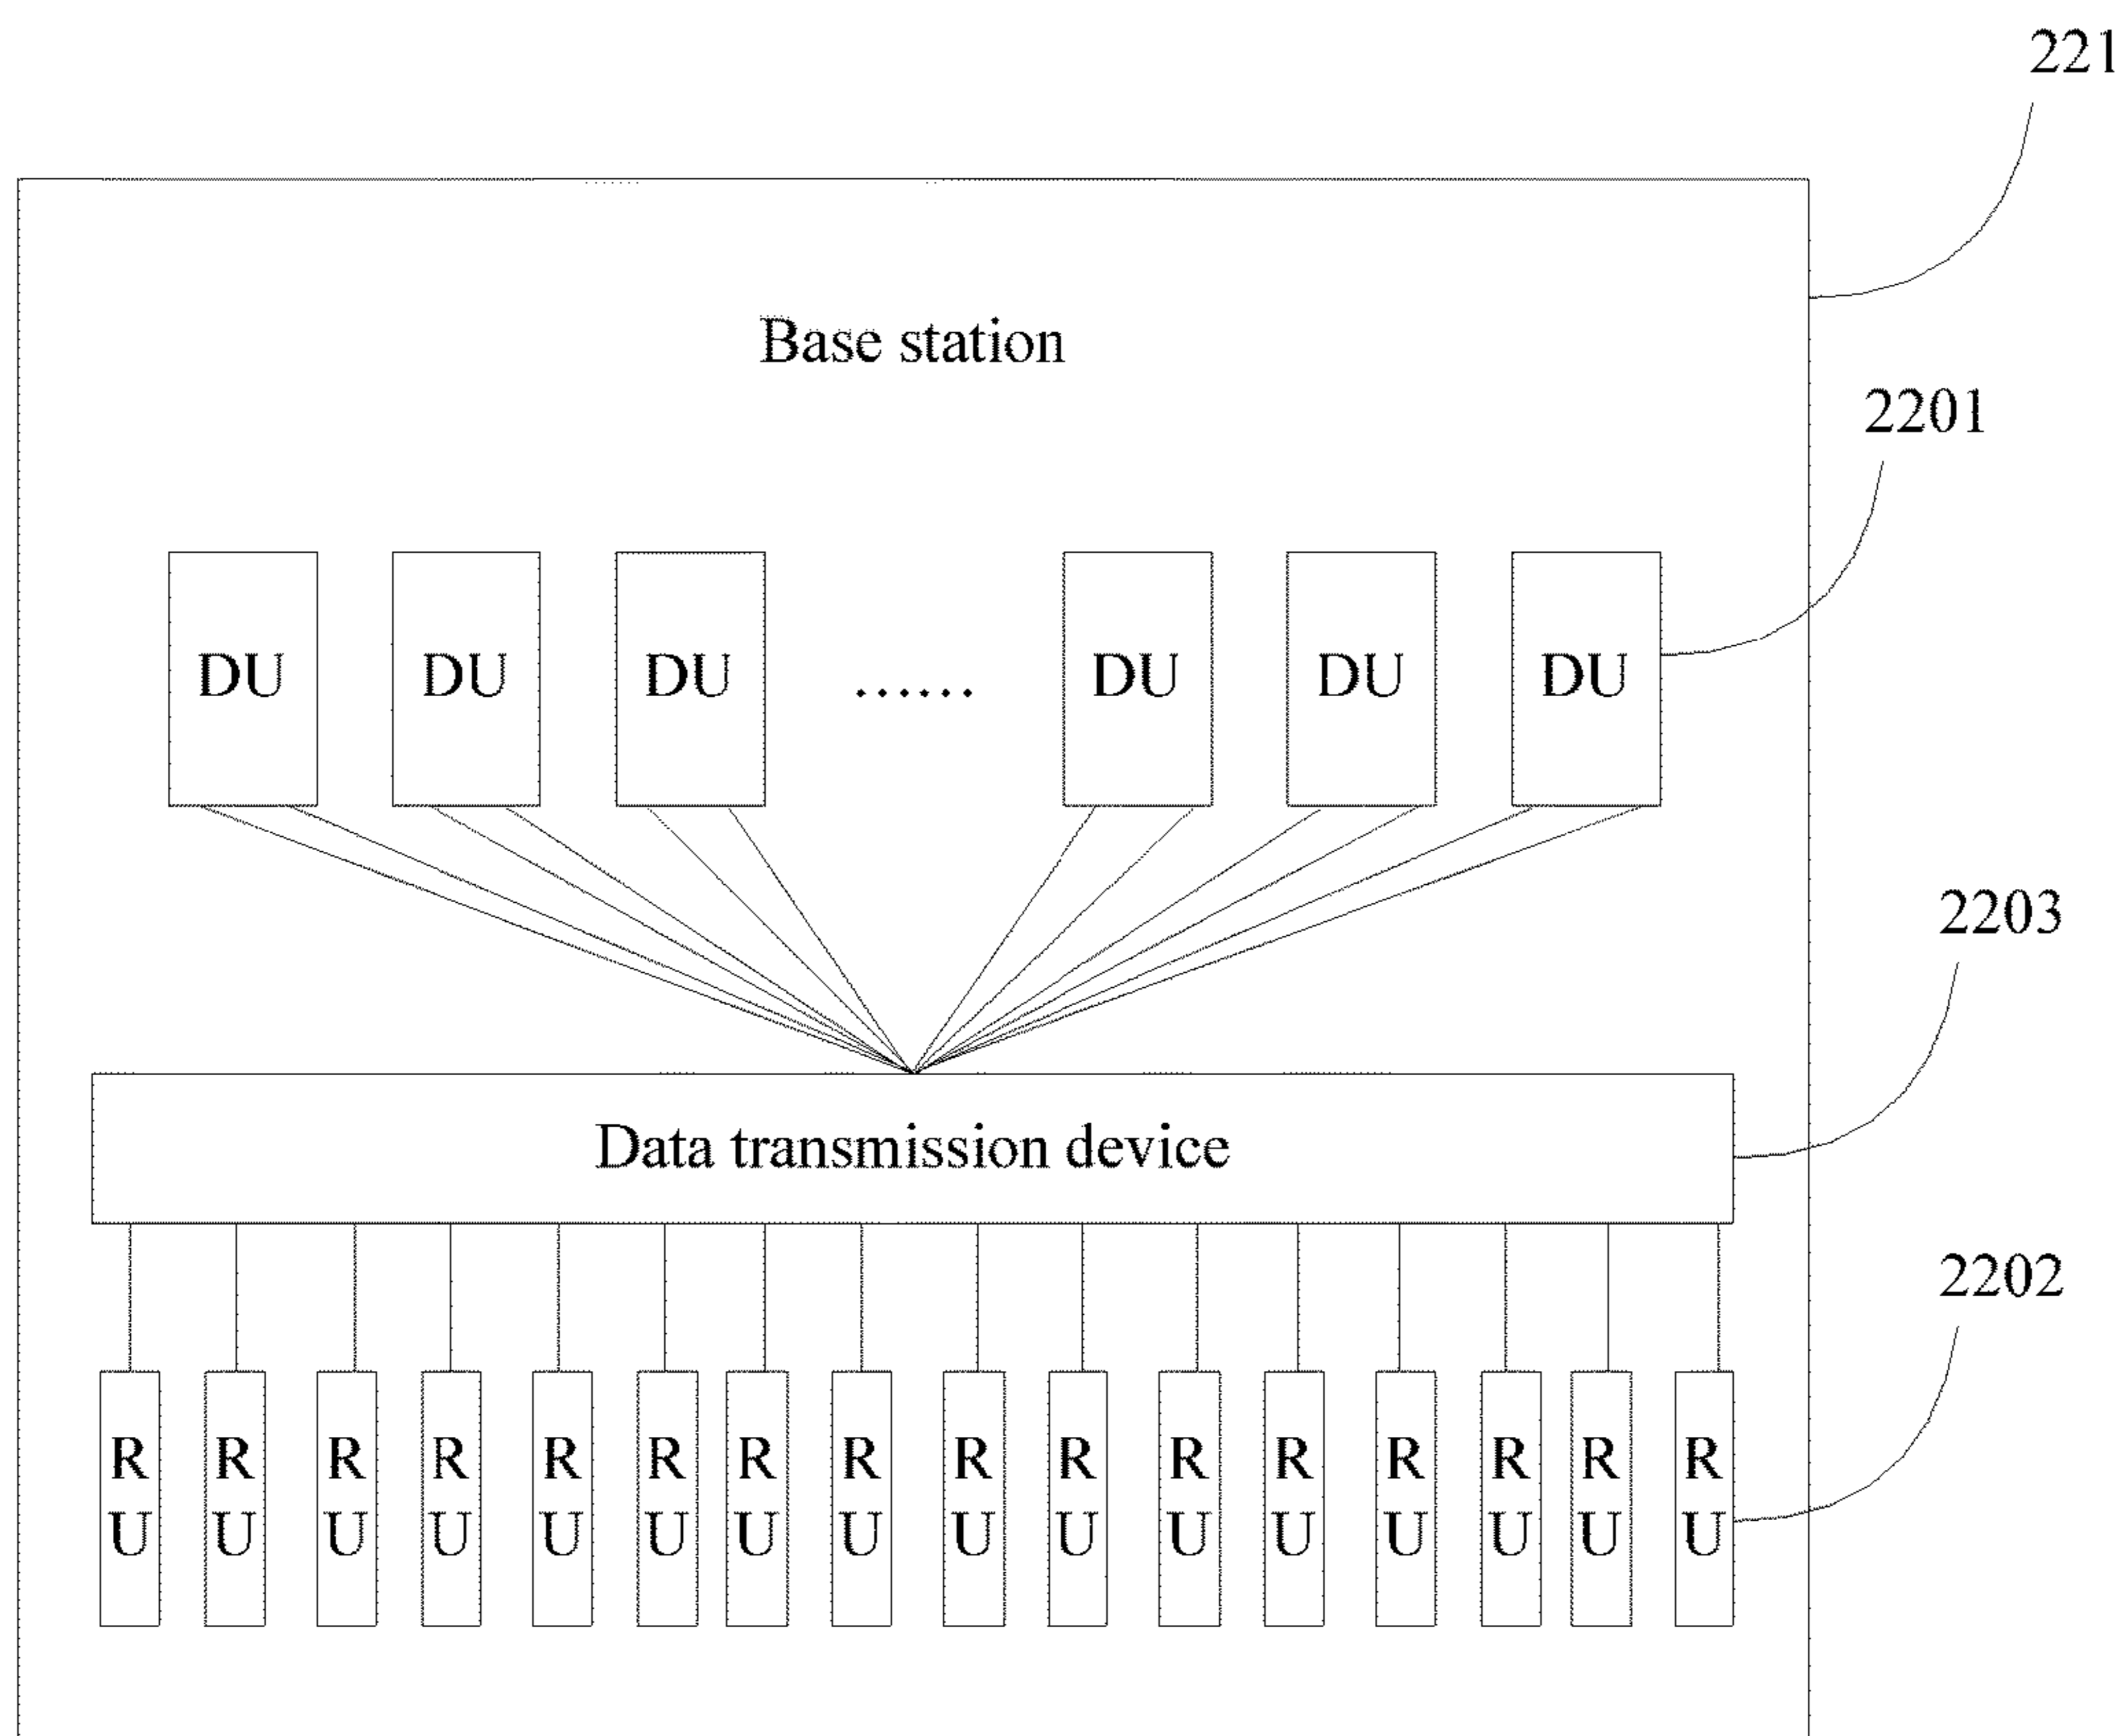 221
Base station
2201
DU DU DU ...... DU DU DU
2203
Data transmission device
2202
R R R R R R R R R R R R R R R R
U U U U U U U U U U U U U U U U